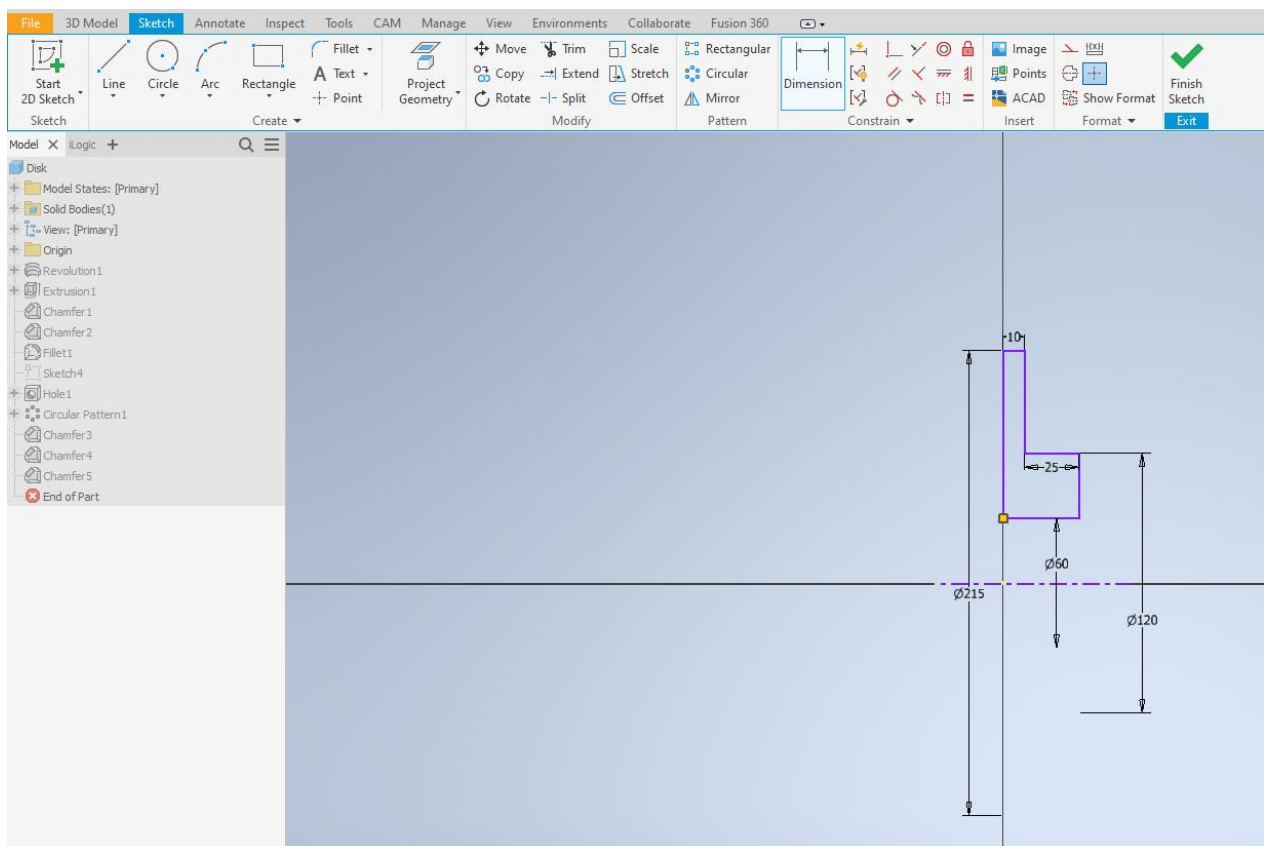 File 3D Model Sketch Annotate Inspect Tools CAM Manage View Environments Collaborate Fusion 360
Start 2D Sketch
Line
Circle
Arc
Rectangle
Fillet
Text
Point
Project Geometry
Move
Copy
Rotate
Trim
Extend
Split
Scale
Stretch
Offset
Rectangular
Circular
Mirror
Dimension
Image
Points
ACAD
Show Format
Finish Sketch
Sketch Create Modify Pattern Constrain Insert Format Exit
Model iLogic
Disk
Model States: [Primary]
Solid Bodies(1)
View: [Primary]
Origin
Revolution1
Extrusion1
Chamfer1
Chamfer2
Fillet1
Sketch4
Hole1
Circular Pattern1
Chamfer3
Chamfer4
Chamfer5
End of Part
10
25
Ø60
Ø215
Ø120